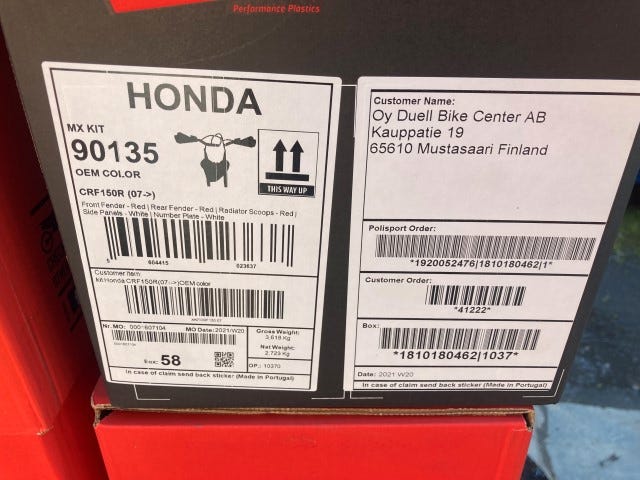 Performance Plastics
HONDA
MX KIT
90135
OEM COLOR
CRF150R (07->)
Front Fender - Red | Rear Fender - Red | Radiator Scoops - Red |
Side Panels - White | Number Plate - White
THIS WAY UP
5 604415 023637
Customer Item:
kit Honda CRF150R(07->)OEM color
Nr. MO: 000*607104
MO Date: 2021/W20
Box: 58
Gross Weight:
3,618 Kg
Net Weight:
2,723 Kg
OP.: 10370
In case of claim send back sticker (Made in Portugal)
Customer Name:
Oy Duell Bike Center AB
Kauppatie 19
65610 Mustasaari Finland
Polisport Order:
*1920052476|1810180462|1*
Customer Order:
*41222*
Box:
*1810180462|1037*
Date: 2021 W20
In case of claim send back sticker (Made in Portugal)